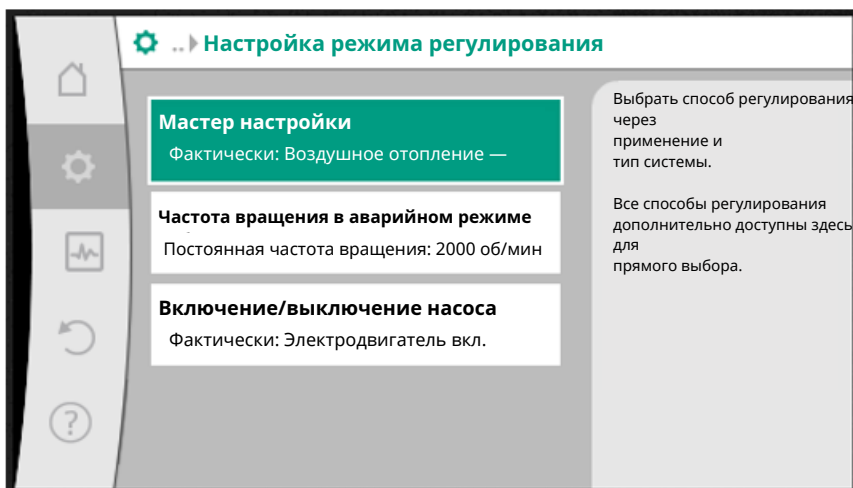 .. Настройка режима регулирования
Мастер настройки
Фактически: Воздушное отопление —
Частота вращения в аварийном режиме
Постоянная частота вращения: 2000 об/мин
Включение/выключение насоса
Фактически: Электродвигатель вкл.
Выбрать способ регулирования
через
применение и
тип системы.
Все способы регулирования
дополнительно доступны здесь
для
прямого выбора.
?